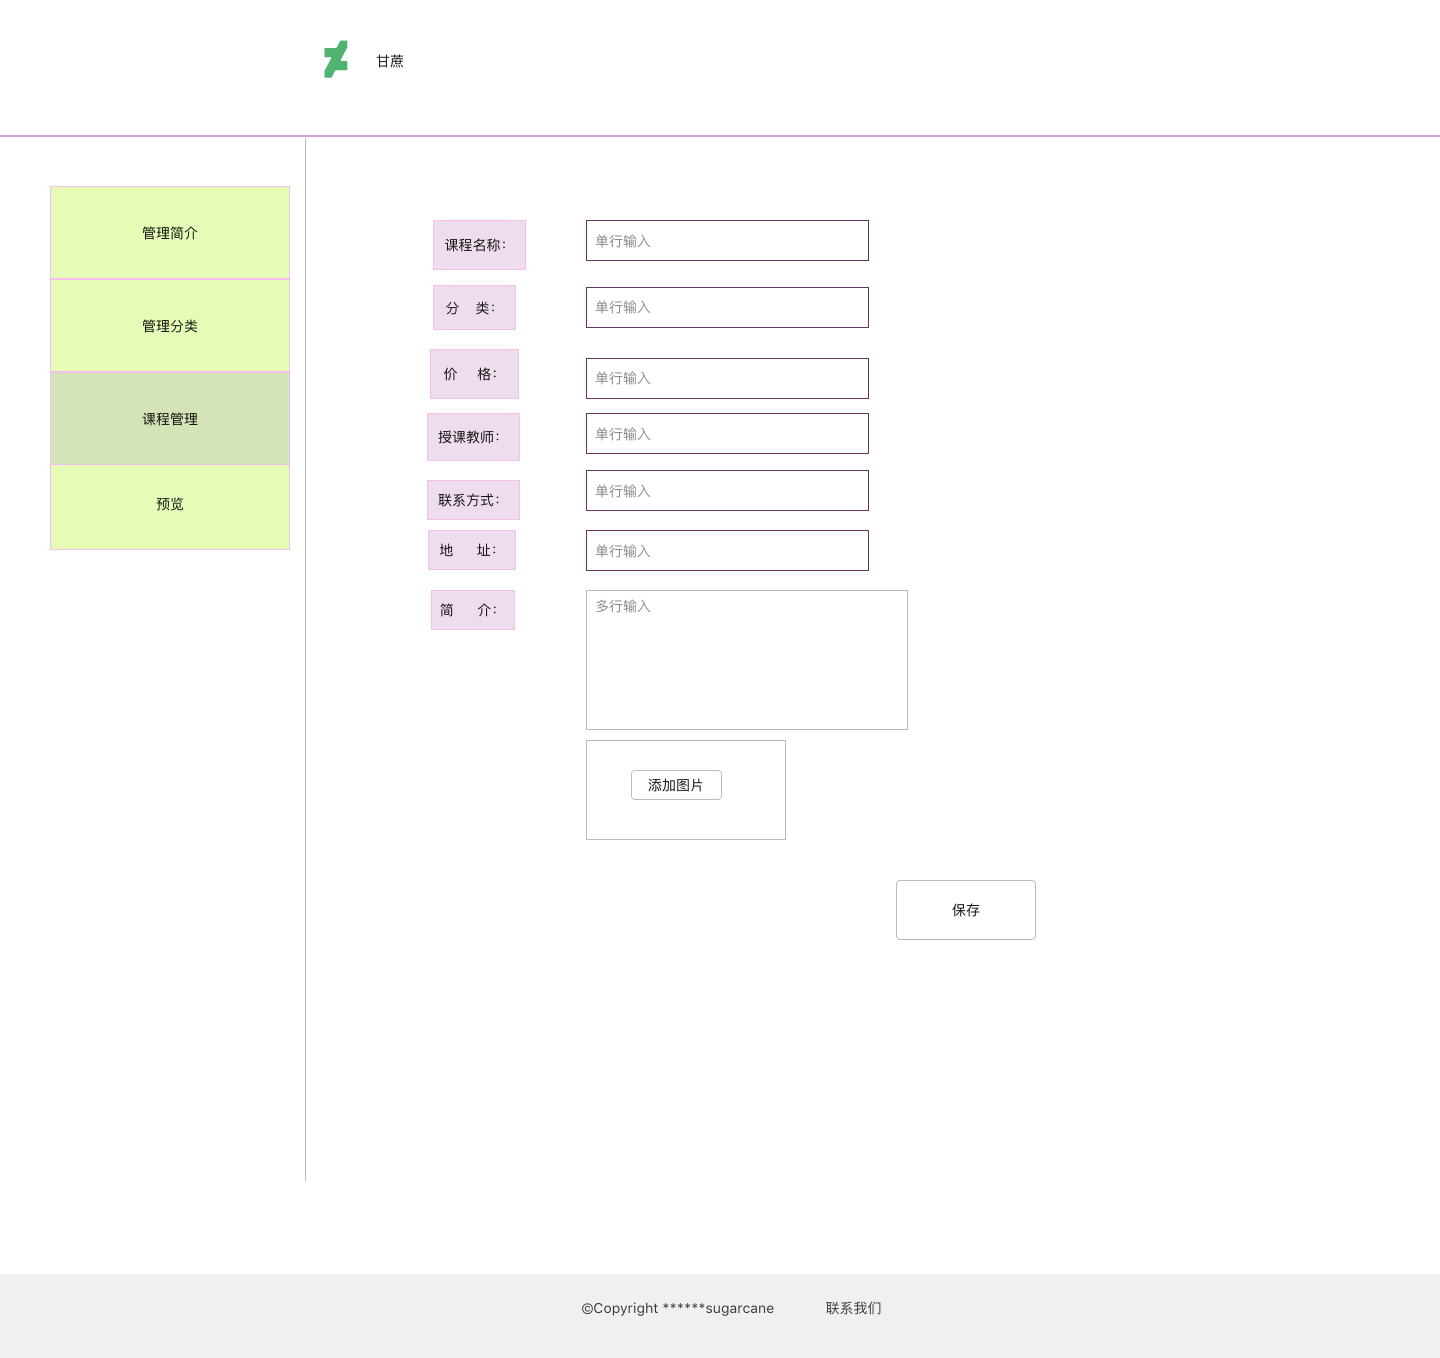 甘蔗
管理简介
管理分类
课程管理
预览
课程名称： 单行输入
分 类： 单行输入
价 格： 单行输入
授课教师： 单行输入
联系方式： 单行输入
地 址： 单行输入
简 介： 多行输入
添加图片
保存
©Copyright ******sugarcane 联系我们